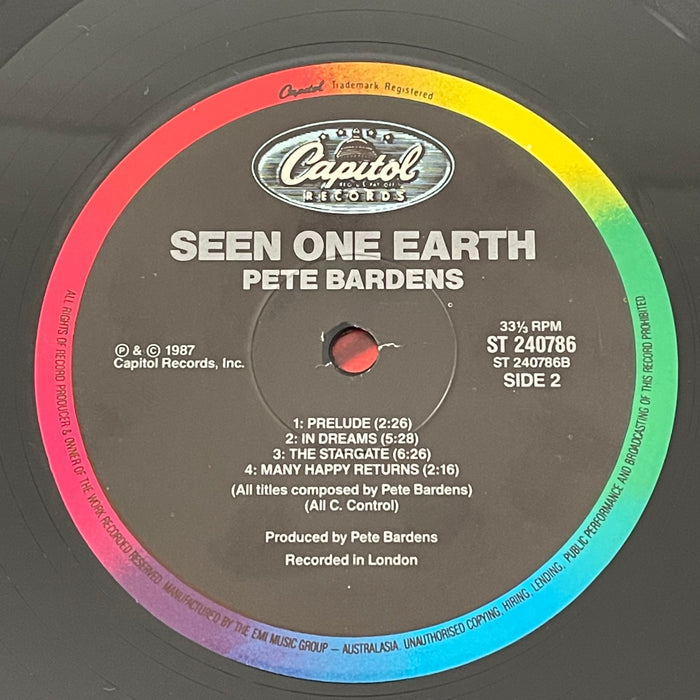 Capitol Trademark Registered
Capitol
RECORDS
SEEN ONE EARTH
PETE BARDENS
33⅓ RPM
ST 240786
ST 240786B
SIDE 2
Ⓟ & © 1987
Capitol Records, Inc.
1: PRELUDE (2:26)
2: IN DREAMS (5:28)
3: THE STARGATE (6:26)
4: MANY HAPPY RETURNS (2:16)
(All titles composed by Pete Bardens)
(All C. Control)
Produced by Pete Bardens
Recorded in London
ALL RIGHTS OF RECORD PRODUCER & OWNER OF THE WORK RECORDED RESERVED. MANUFACTURED BY THE EMI MUSIC GROUP – AUSTRALASIA. UNAUTHORISED COPYING, HIRING, LENDING, PUBLIC PERFORMANCE AND BROADCASTING OF THIS RECORD PROHIBITED